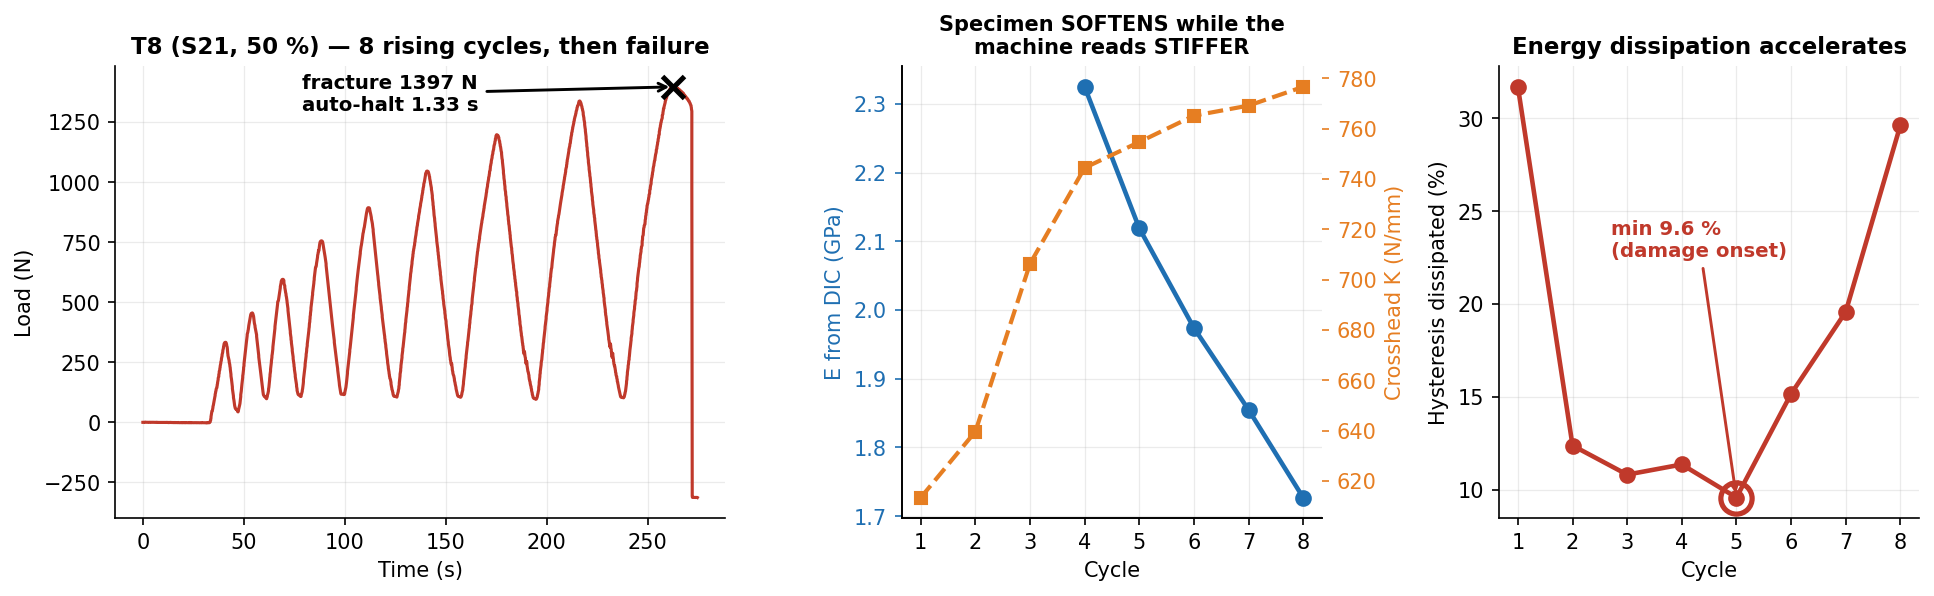 T8 (S21, 50 %) — 8 rising cycles, then failure
fracture 1397 N
auto-halt 1.33 s
Load (N)
1250
1000
750
500
250
0
−250
0 50 100 150 200 250
Time (s)
Specimen SOFTENS while the
machine reads STIFFER
E from DIC (GPa)
2.3
2.2
2.1
2.0
1.9
1.8
1.7
1 2 3 4 5 6 7 8
Cycle
780
760
740
720
700
680
660
640
620
Crosshead K (N/mm)
Energy dissipation accelerates
Hysteresis dissipated (%)
30
25
20
15
10
min 9.6 %
(damage onset)
1 2 3 4 5 6 7 8
Cycle